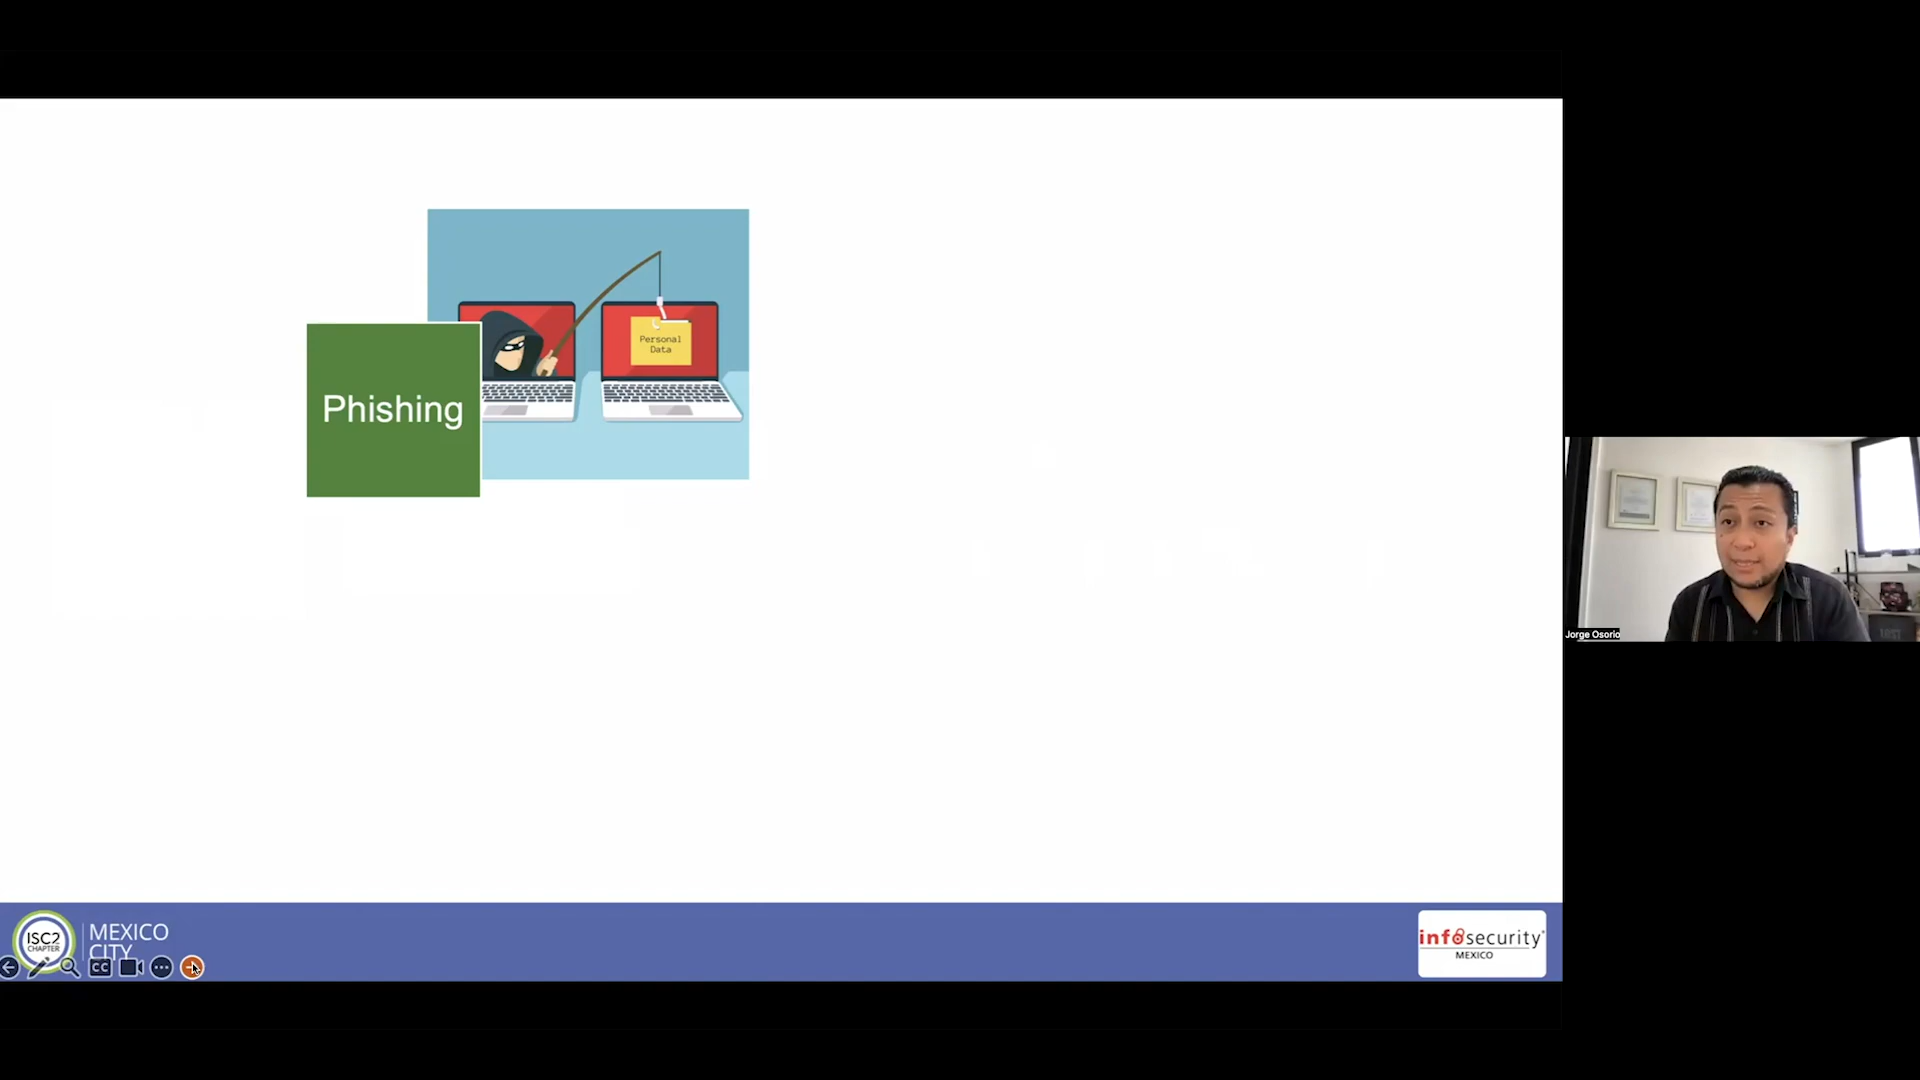 Personal
Data
Phishing
Jorge Osorio
ISC2
CHAPTER
MEXICO
CITY
CC
infosecurity
MEXICO